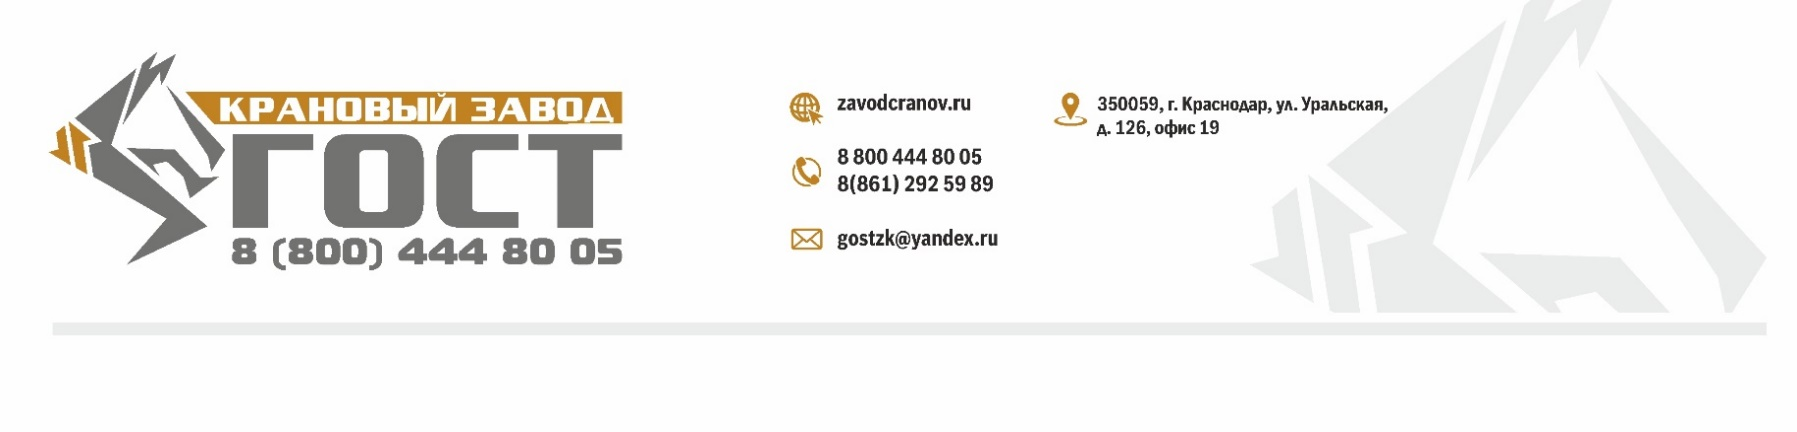 КРАНОВЫЙ ЗАВОД
ГОСТ
8 (800) 444 80 05
zavodcranov.ru
8 800 444 80 05
8(861) 292 59 89
gostzk@yandex.ru
350059, г. Краснодар, ул. Уральская,
д. 126, офис 19